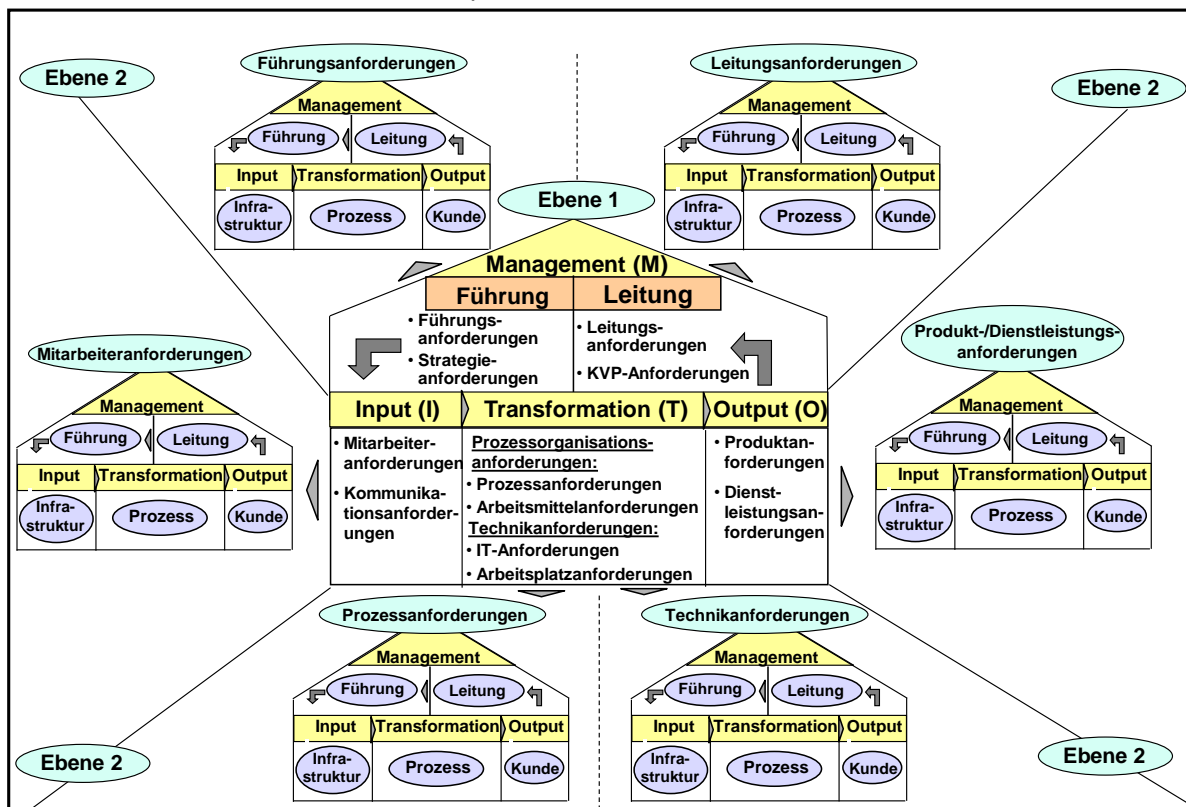 Führungsanforderungen
Management
Führung
Leitung
Input
Transformation
Output
Infra-
struktur
Prozess
Kunde
Leitungsanforderungen
Management
Führung
Leitung
Input
Transformation
Output
Infra-
struktur
Prozess
Kunde
Ebene 2
Ebene 2
Ebene 1
Management (M)
Führung
Leitung
• Führungs-
anforderungen
• Strategie-
anforderungen
• Leitungs-
anforderungen
• KVP-Anforderungen
Input (I)
Transformation (T)
Output (O)
• Mitarbeiter-
anforderungen
• Kommunika-
tionsanforder-
ungen
Prozessorganisations-
anforderungen:
• Prozessanforderungen
• Arbeitsmittelanforderungen
Technikanforderungen:
• IT-Anforderungen
• Arbeitsplatzanforderungen
• Produktan-
forderungen
• Dienst-
leistungsan-
forderungen
Mitarbeiteranforderungen
Management
Führung
Leitung
Input
Transformation
Output
Infra-
struktur
Prozess
Kunde
Produkt-/Dienstleistungs-
anforderungen
Management
Führung
Leitung
Input
Transformation
Output
Infra-
struktur
Prozess
Kunde
Prozessanforderungen
Management
Führung
Leitung
Input
Transformation
Output
Infra-
struktur
Prozess
Kunde
Technikanforderungen
Management
Führung
Leitung
Input
Transformation
Output
Infra-
struktur
Prozess
Kunde
Ebene 2
Ebene 2